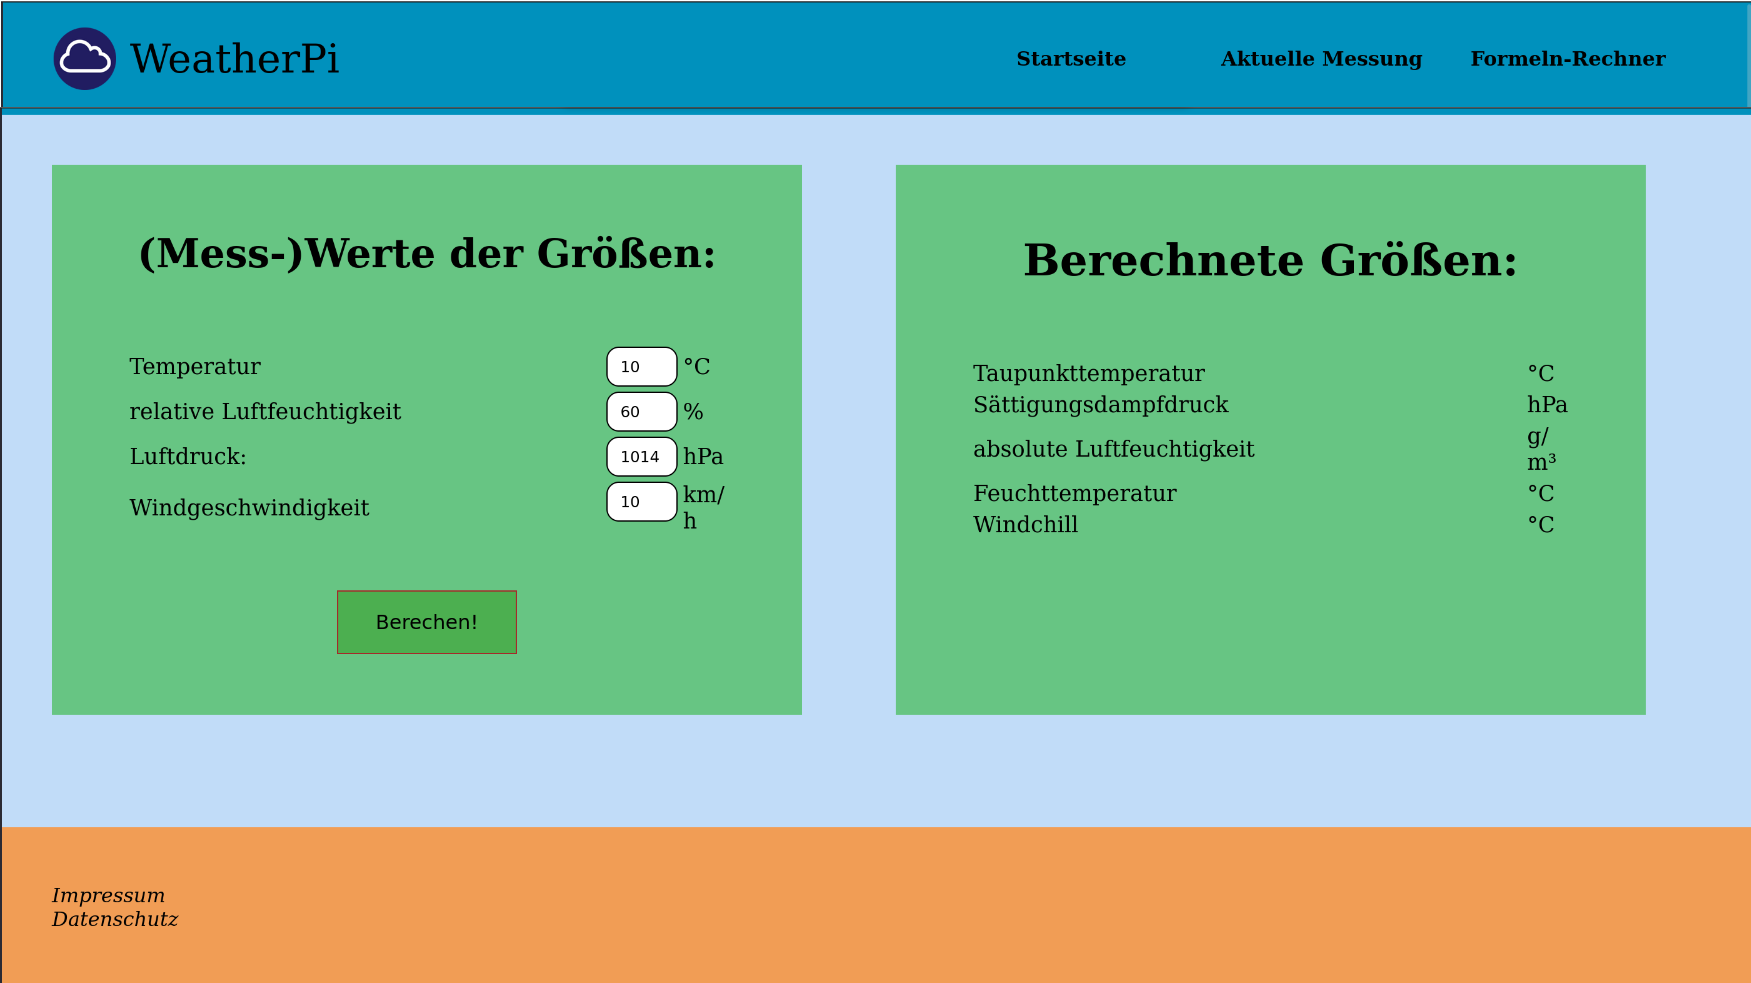 WeatherPi
Startseite Aktuelle Messung Formeln-Rechner
(Mess-)Werte der Größen:
Temperatur 10 °C
relative Luftfeuchtigkeit 60 %
Luftdruck: 1014 hPa
Windgeschwindigkeit 10 km/
h
Berechen!
Berechnete Größen:
Taupunkttemperatur °C
Sättigungsdampfdruck hPa
absolute Luftfeuchtigkeit g/
m³
Feuchttemperatur °C
Windchill °C
Impressum
Datenschutz